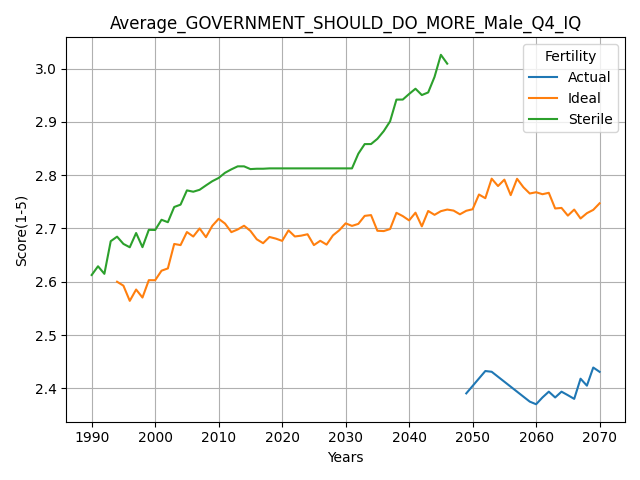 Average_GOVERNMENT_SHOULD_DO_MORE_Male_Q4_IQ
Fertility
Actual
Ideal
Sterile
Score(1-5)
3.0
2.9
2.8
2.7
2.6
2.5
2.4
1990 2000 2010 2020 2030 2040 2050 2060 2070
Years